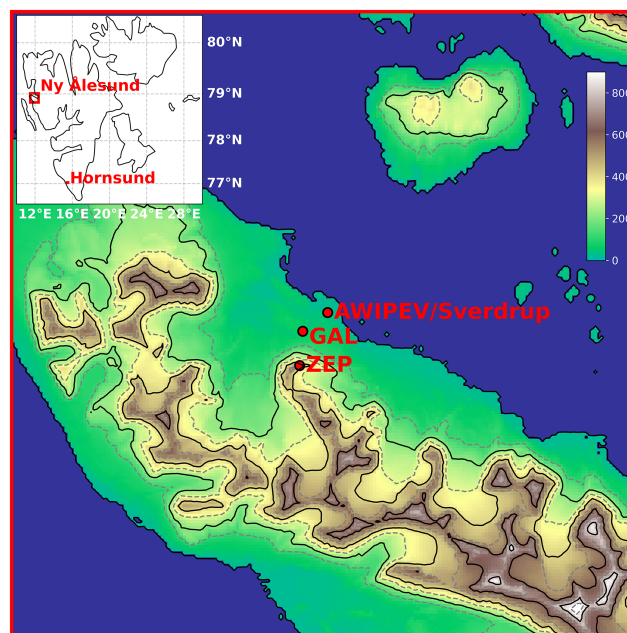 80°N
Ny Ålesund
79°N
78°N
.Hornsund
77°N
12°E 16°E 20°E 24°E 28°E
800
600
400
200
0
AWIPEV/Sverdrup
GAL
ZEP